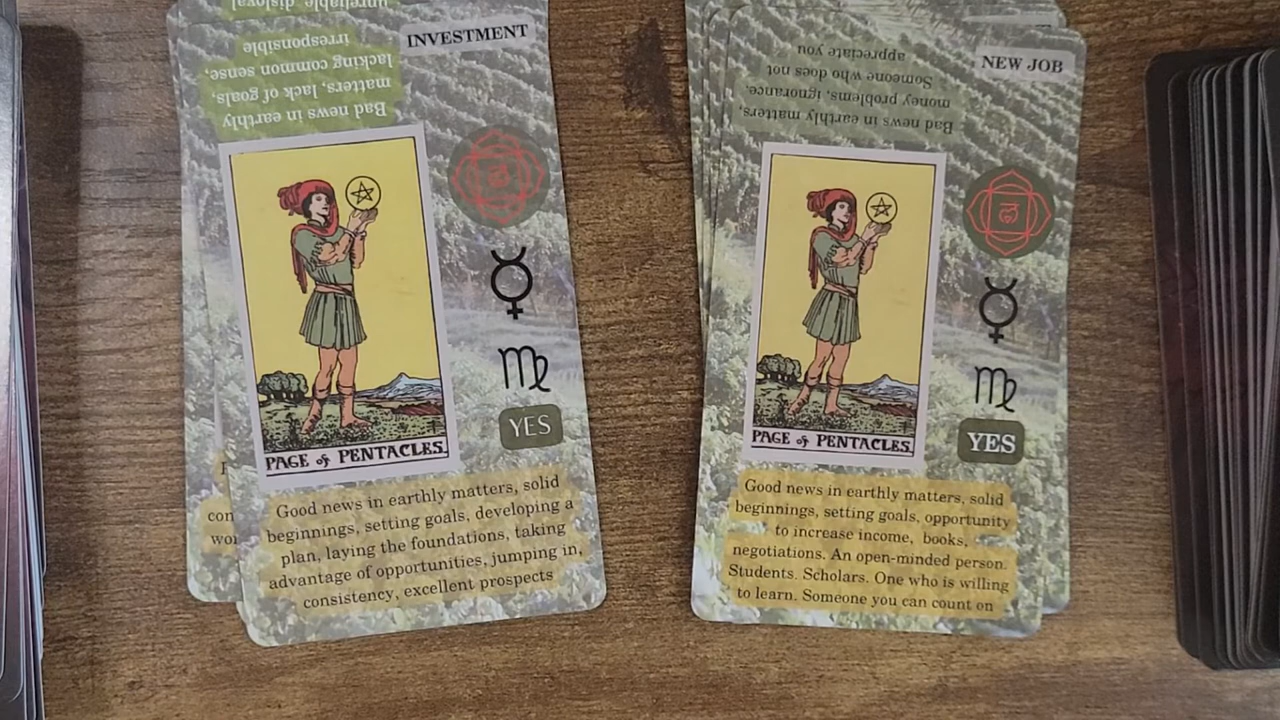 INVESTMENT
Bad news in earthly
matters, lack of goals,
lacking common sense,
irresponsible
unreliable disloyal
PAGE of PENTACLES.
YES
Good news in earthly matters, solid
beginnings, setting goals, developing a
plan, laying the foundations, taking
advantage of opportunities, jumping in,
consistency, excellent prospects
con
wor
NEW JOB
Bad news in earthly matters,
money problems, ignorance.
Someone who does not
appreciate you
PAGE of PENTACLES.
YES
Good news in earthly matters, solid
beginnings, setting goals, opportunity
to increase income, books,
negotiations. An open-minded person.
Students. Scholars. One who is willing
to learn. Someone you can count on